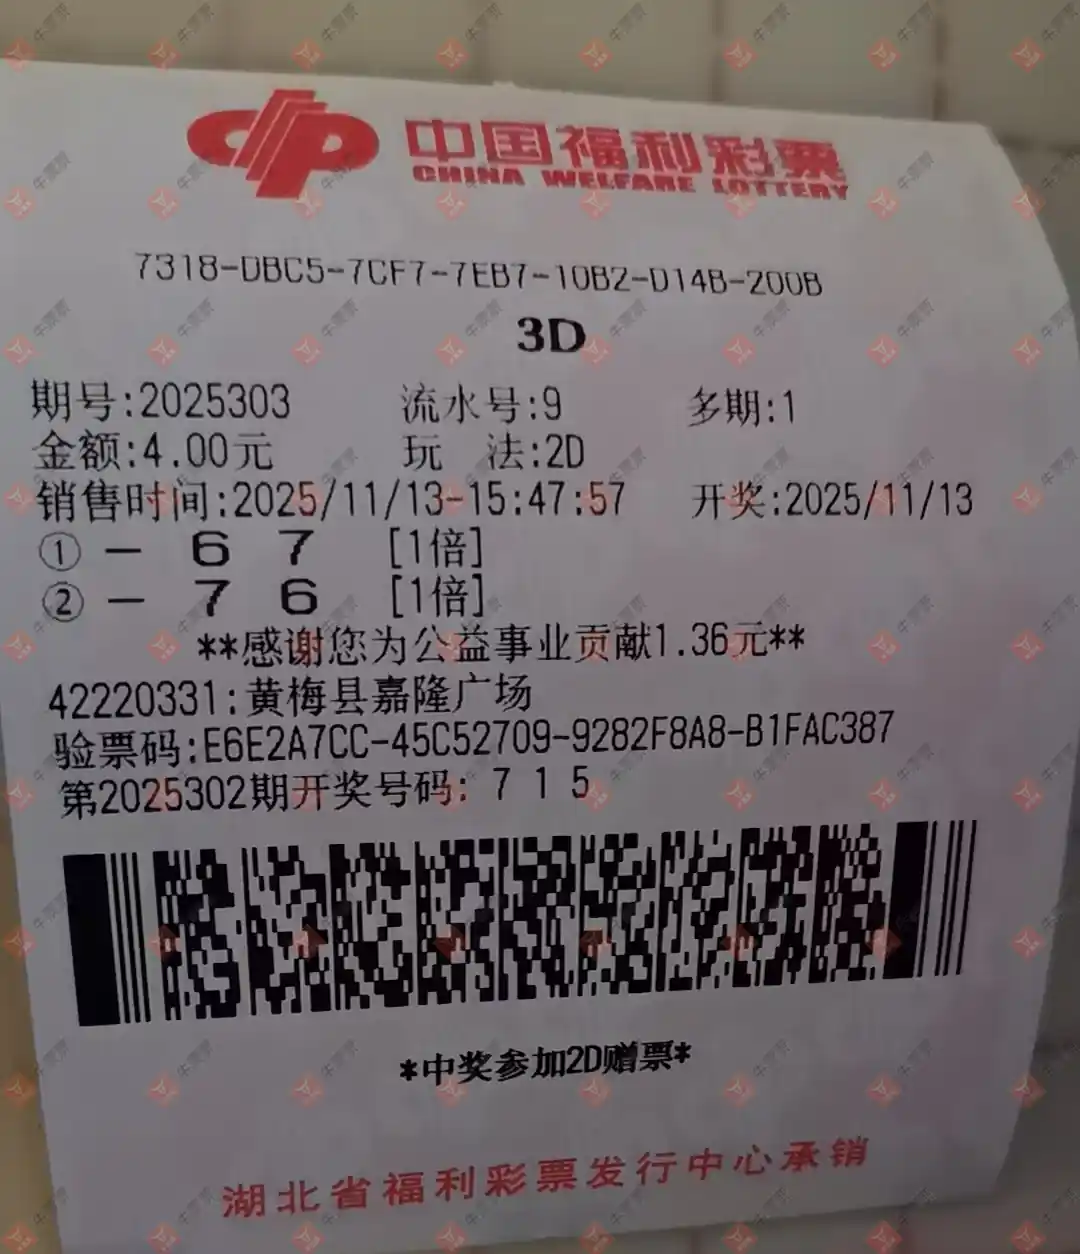 中国福利彩票
CHINA WELFARE LOTTERY
7318-DBC5-7CF7-7EB7-10B2-D14B-200B
3D
期号:2025303 流水号:9 多期:1
金额:4.00元 玩 法:2D
销售时间:2025/11/13-15:47:57 开奖:2025/11/13
① — 6 7 [1倍]
② — 7 6 [1倍]
**感谢您为公益事业贡献1.36元**
42220331:黄梅县嘉隆广场
验票码:E6E2A7CC-45C52709-9282F8A8-B1FAC387
第2025302期开奖号码: 7 1 5
*中奖参加2D赠票*
湖北省福利彩票发行中心承销